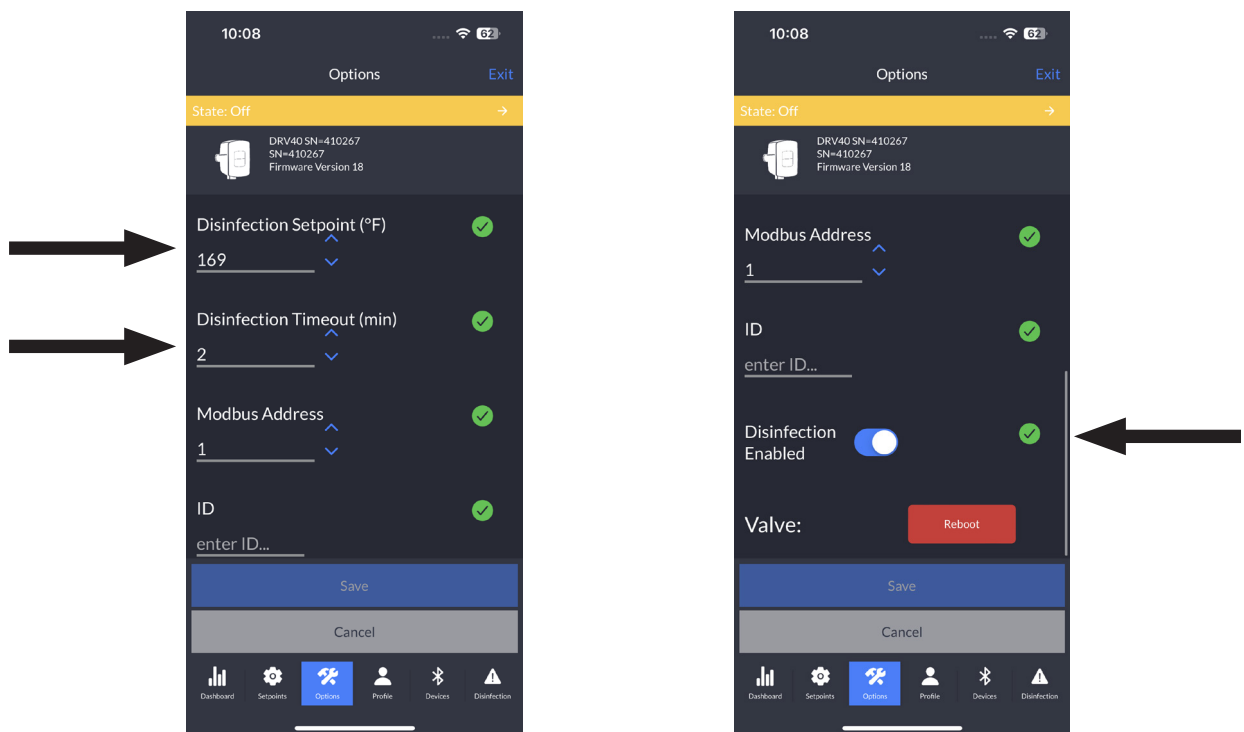 10:08
62
Options
Exit
State: Off
DRV40 SN=410267
SN=410267
Firmware Version 18
Disinfection Setpoint (°F)
169
Disinfection Timeout (min)
2
Modbus Address
1
ID
enter ID...
Save
Cancel
Dashboard
Setpoints
Options
Profile
Devices
Disinfection
10:08
62
Options
Exit
State: Off
DRV40 SN=410267
SN=410267
Firmware Version 18
Modbus Address
1
ID
enter ID...
Disinfection
Enabled
Valve:
Reboot
Save
Cancel
Dashboard
Setpoints
Options
Profile
Devices
Disinfection